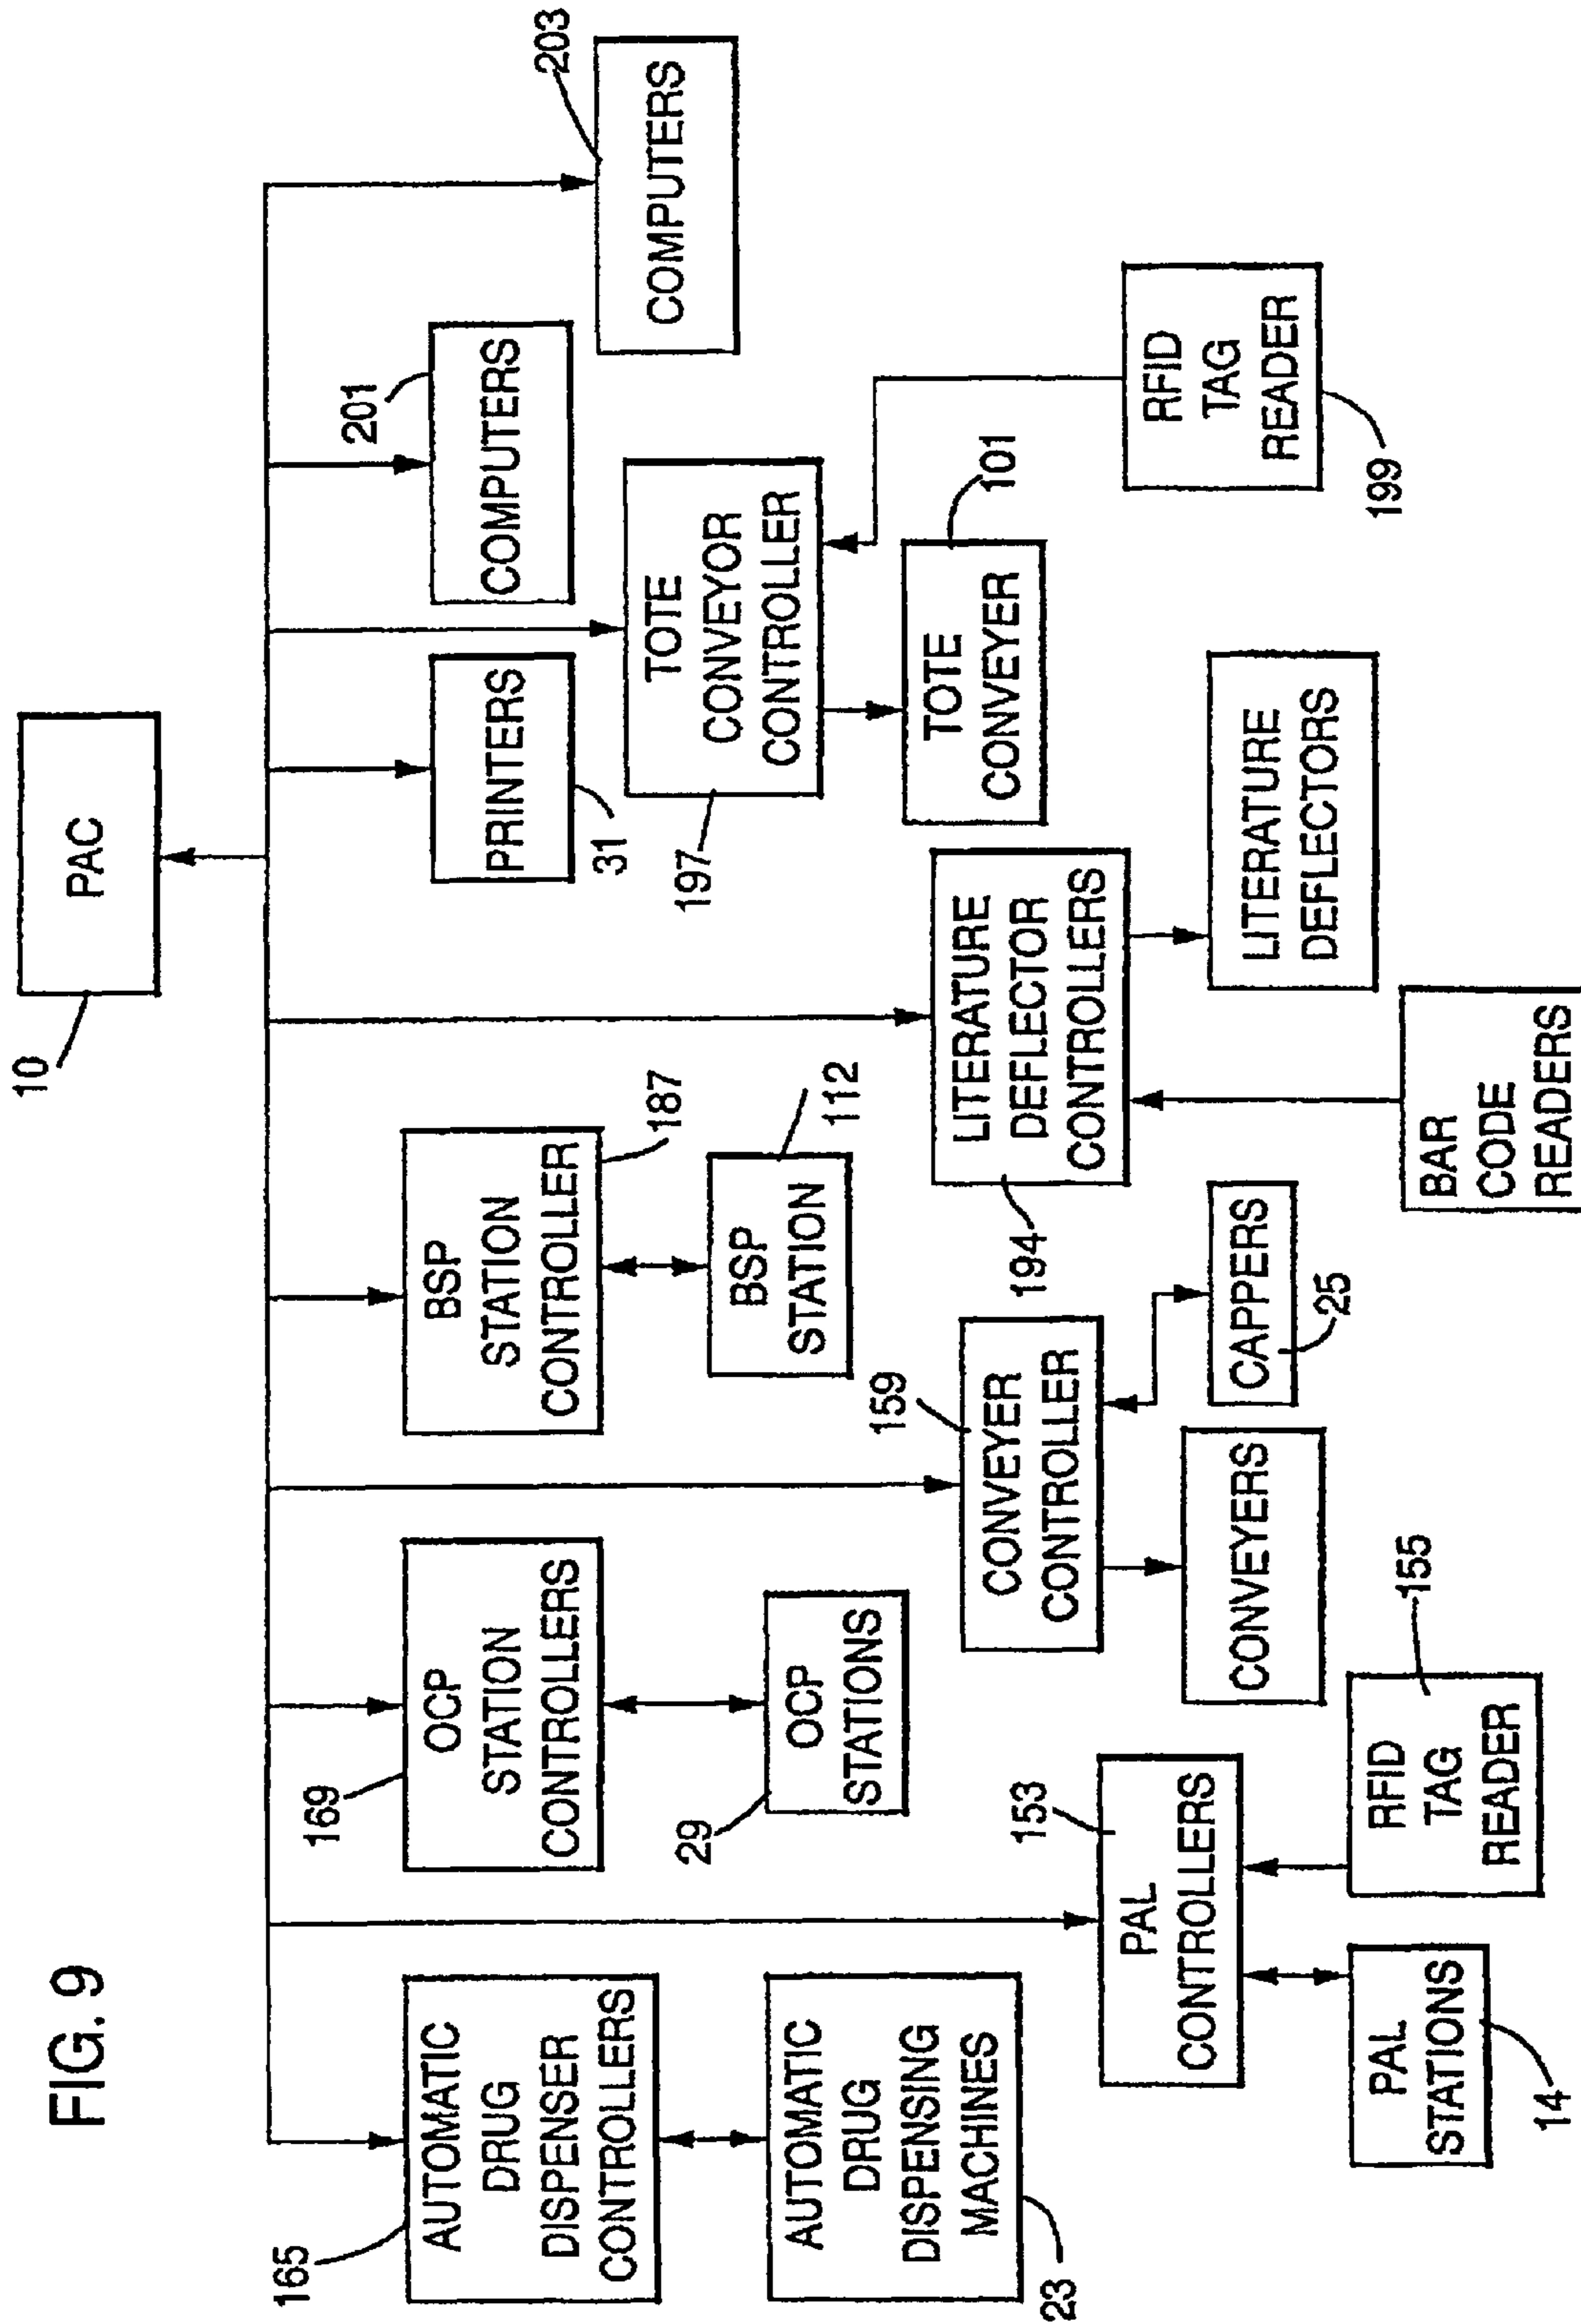 FIG. 9
10
PAC
165
AUTOMATIC
DRUG
DISPENSER
CONTROLLERS
AUTOMATIC
DRUG
DISPENSING
MACHINES
23
PAL
CONTROLLERS
153
PAL
STATIONS
14
RFID
TAG
READER
155
169
OCP
STATION
CONTROLLERS
OCP
STATIONS
29
CONVEYER
CONTROLLER
159
CONVEYERS
CAPPERS
25
BSP
STATION
CONTROLLER
187
BSP
STATION
112
LITERATURE
DEFLECTOR
CONTROLLERS
194
BAR
CODE
READERS
LITERATURE
DEFLECTORS
PRINTERS
31
TOTE
CONVEYOR
CONTROLLER
197
TOTE
CONVEYER
101
RFID
TAG
READER
199
COMPUTERS
201
COMPUTERS
203